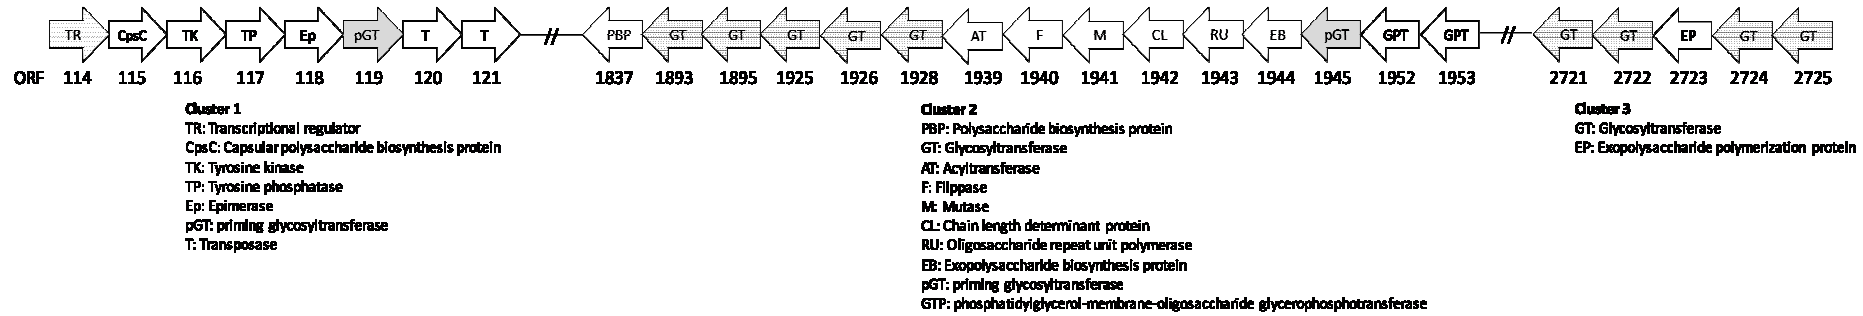 TR CpsC TK TP Ep pGT T T // PBP GT GT GT GT GT AT F M CL RU EB pGT GPT GPT // GT GT EP GT GT
ORF 114 115 116 117 118 119 120 121 1837 1893 1895 1925 1926 1928 1939 1940 1941 1942 1943 1944 1945 1952 1953 2721 2722 2723 2724 2725
Cluster 1
TR: Transcriptional regulator
CpsC: Capsular polysaccharide biosynthesis protein
TK: Tyrosine kinase
TP: Tyrosine phosphatase
Ep: Epimerase
pGT: priming glycosyltransferase
T: Transposase
Cluster 2
PBP: Polysaccharide biosynthesis protein
GT: Glycosyltransferase
AT: Acyltransferase
F: Flippase
M: Mutase
CL: Chain length determinant protein
RU: Oligosaccharide repeat unit polymerase
EB: Exopolysaccharide biosynthesis protein
pGT: priming glycosyltransferase
GTP: phosphatidylglycerol-membrane-oligosaccharide glycerophosphotransferase
Cluster 3
GT: Glycosyltransferase
EP: Exopolysaccharide polymerization protein